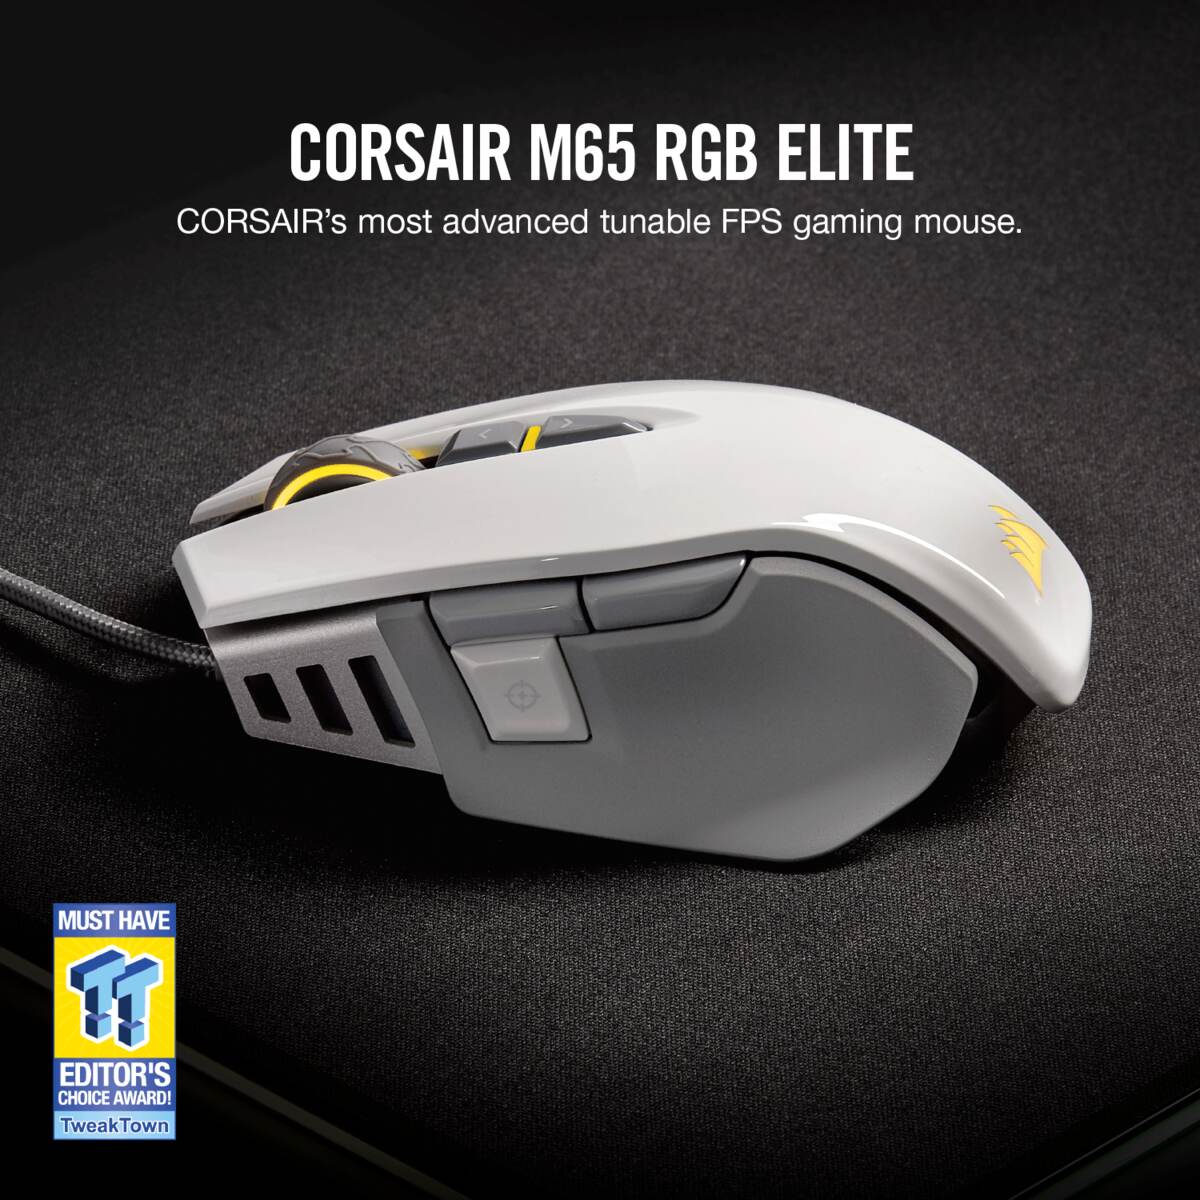 CORSAIR M65 RGB ELITE
CORSAIR's most advanced tunable FPS gaming mouse.
MUST HAVE
TT
EDITOR'S
CHOICE AWARD!
TweakTown